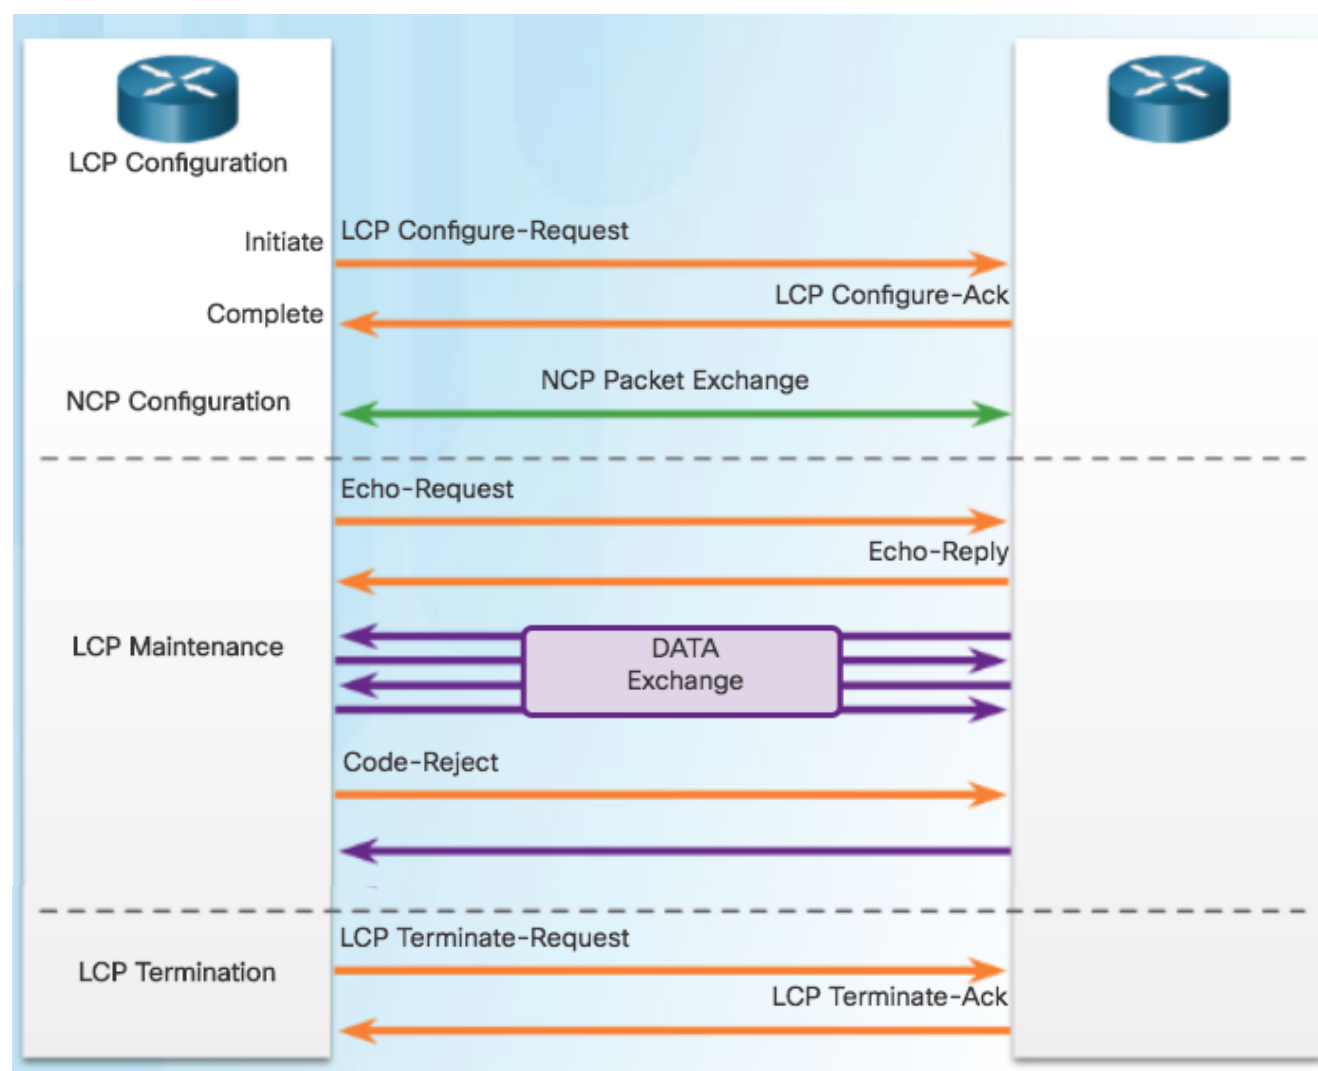 LCP Configuration
Initiate
LCP Configure-Request
LCP Configure-Ack
Complete
NCP Packet Exchange
NCP Configuration
Echo-Request
Echo-Reply
LCP Maintenance
DATA
Exchange
Code-Reject
LCP Terminate-Request
LCP Termination
LCP Terminate-Ack